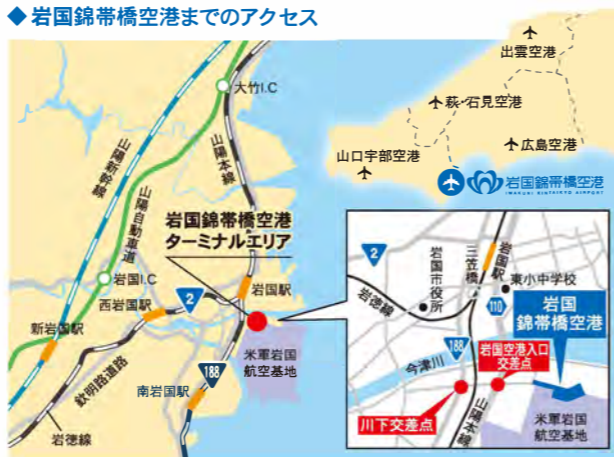 ◆ 岩国錦帯橋空港までのアクセス
出雲空港
萩・石見空港
広島空港
山口宇部空港
岩国錦帯橋空港
IWAKUNI KINTAIKYO AIRPORT
大竹I.C
山陽本線
山陽新幹線
山陽自動車道
岩国錦帯橋空港
ターミナルエリア
岩国I.C
西岩国駅
2
岩国駅
新岩国駅
欽明路道路
188
南岩国駅
米軍岩国
航空基地
岩徳線
2
岩国市役所
三笠橋
岩国駅
東小中学校
岩徳線
110
岩国
錦帯橋空港
188
今津川
岩国空港入口
交差点
川下交差点
山陽本線
米軍岩国
航空基地